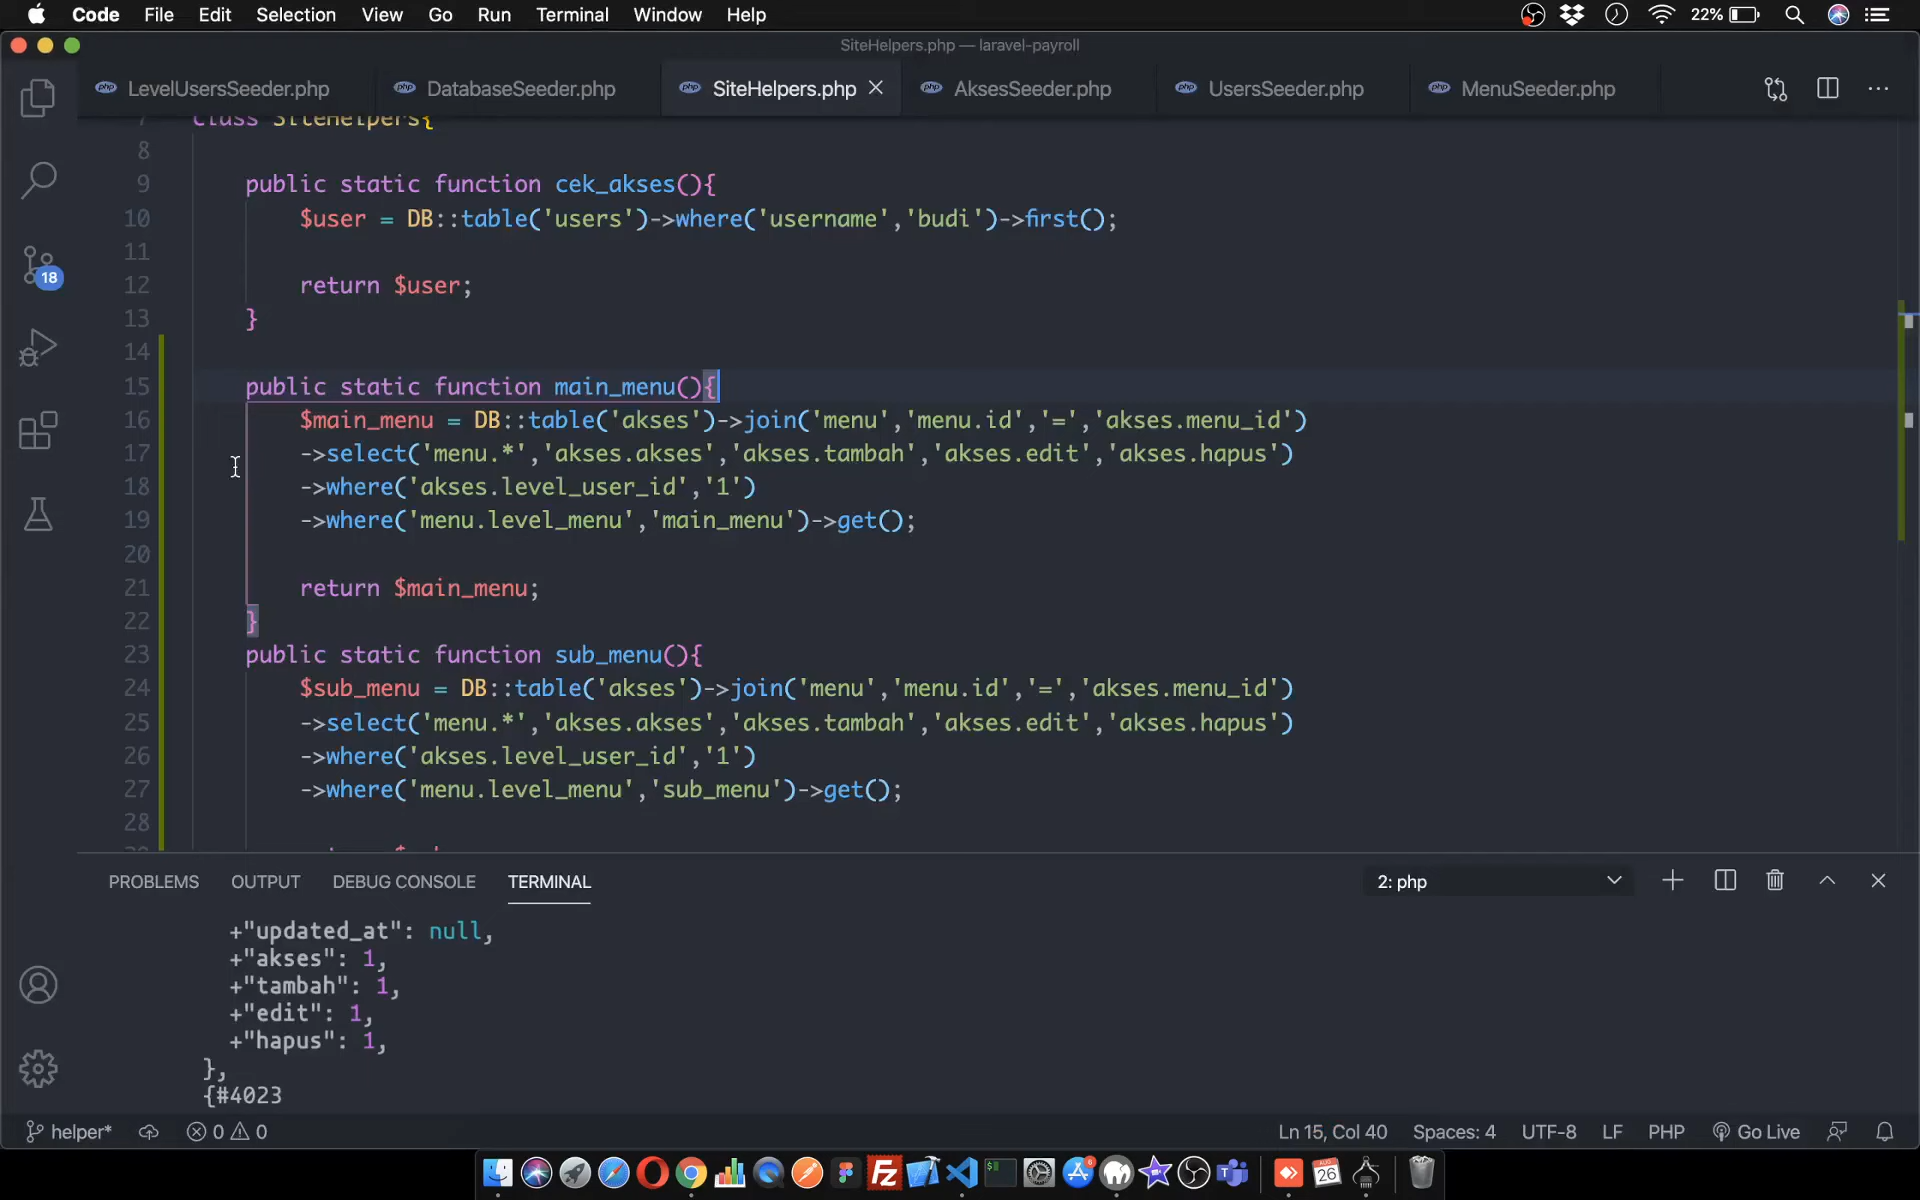 Code File Edit Selection View Go Run Terminal Window Help 22%
SiteHelpers.php — laravel-payroll
LevelUsersSeeder.php DatabaseSeeder.php SiteHelpers.php AksesSeeder.php UsersSeeder.php MenuSeeder.php
7 class SiteHelpers{
8
9 public static function cek_akses(){
10 $user = DB::table('users')->where('username','budi')->first();
11
12 return $user;
13 }
14
15 public static function main_menu(){
16 $main_menu = DB::table('akses')->join('menu','menu.id','=','akses.menu_id')
17 ->select('menu.*','akses.akses','akses.tambah','akses.edit','akses.hapus')
18 ->where('akses.level_user_id','1')
19 ->where('menu.level_menu','main_menu')->get();
20
21 return $main_menu;
22 }
23 public static function sub_menu(){
24 $sub_menu = DB::table('akses')->join('menu','menu.id','=','akses.menu_id')
25 ->select('menu.*','akses.akses','akses.tambah','akses.edit','akses.hapus')
26 ->where('akses.level_user_id','1')
27 ->where('menu.level_menu','sub_menu')->get();
28
18
PROBLEMS OUTPUT DEBUG CONSOLE TERMINAL 2: php
+"updated_at": null,
+"akses": 1,
+"tambah": 1,
+"edit": 1,
+"hapus": 1,
},
{#4023
helper* 0 0 Ln 15, Col 40 Spaces: 4 UTF-8 LF PHP Go Live
26